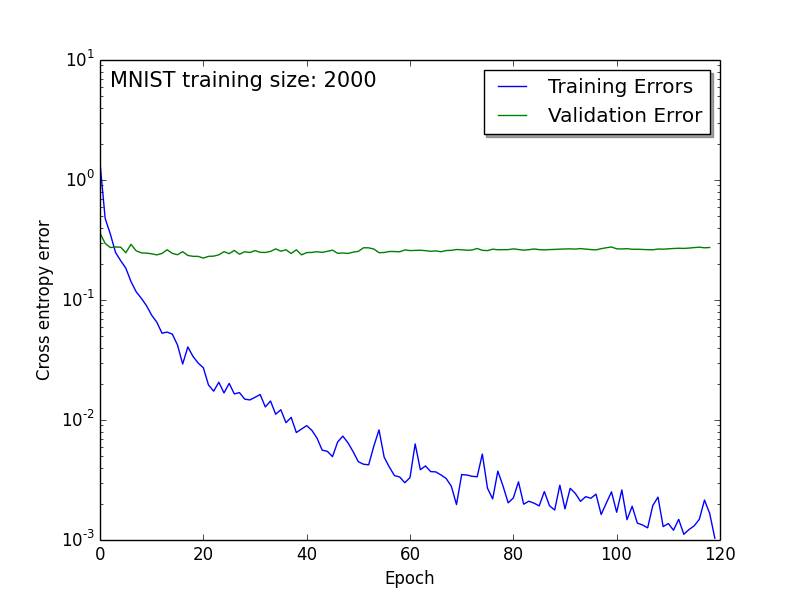 MNIST training size: 2000
Training Errors
Validation Error
10^1
10^0
10^-1
10^-2
10^-3
Cross entropy error
0 20 40 60 80 100 120
Epoch